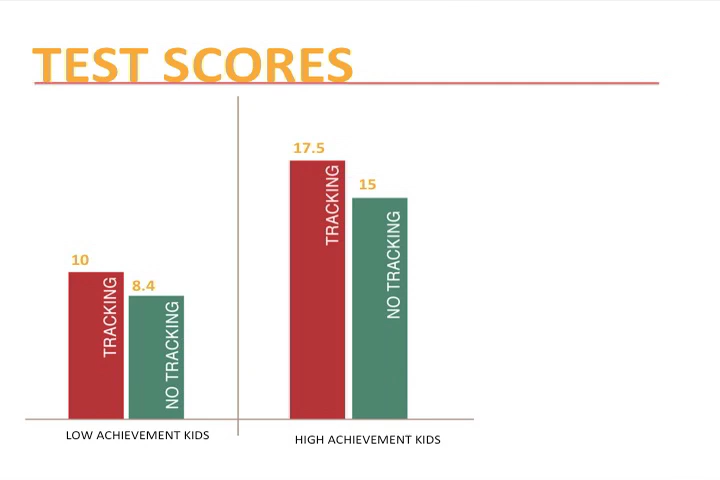 TEST SCORES
10
TRACKING
8.4
NO TRACKING
LOW ACHIEVEMENT KIDS
17.5
TRACKING
15
NO TRACKING
HIGH ACHIEVEMENT KIDS